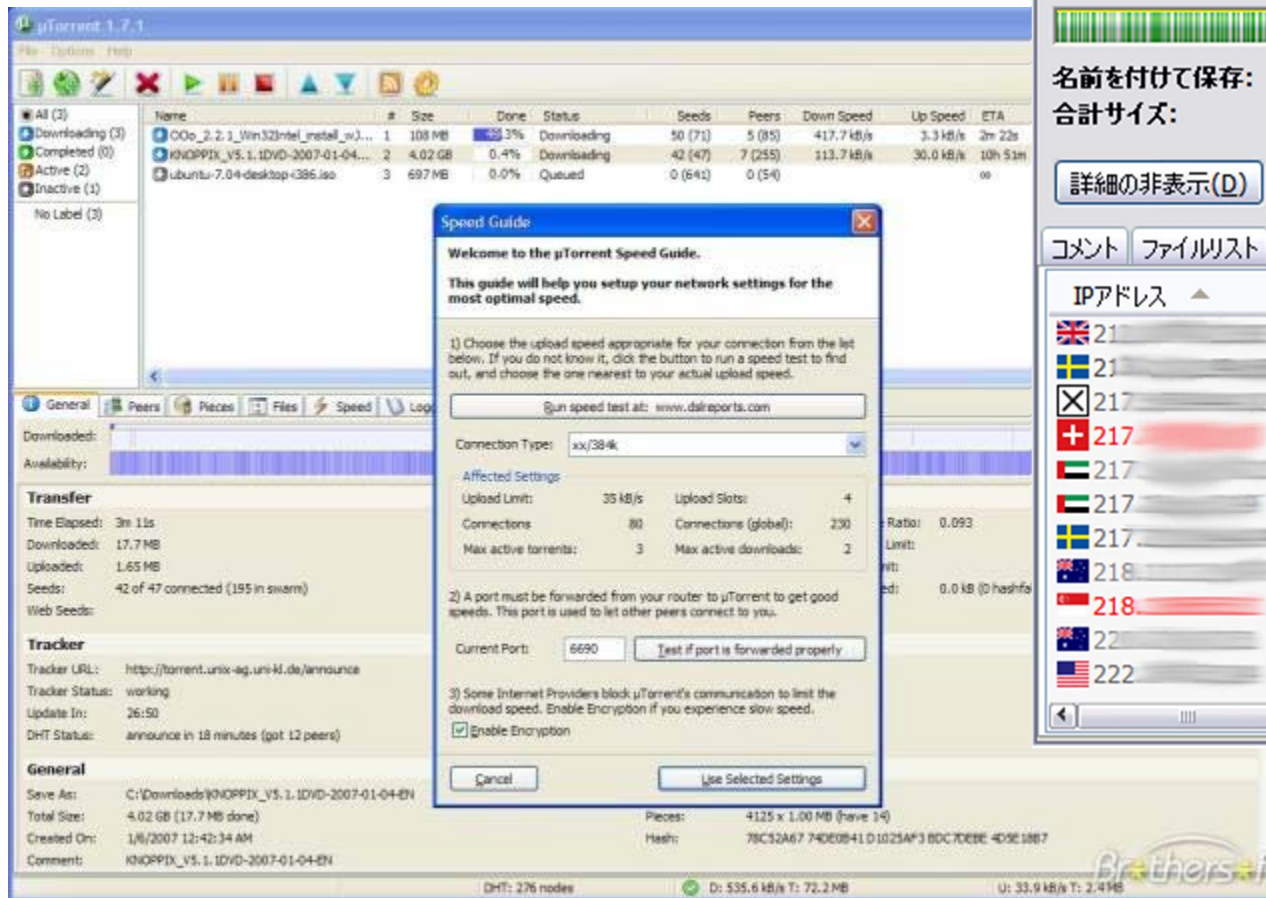 µTorrent 1.7.1
File Options Help
All (3)
Downloading (3)
Completed (0)
Active (2)
Inactive (1)
No Label (3)
Name # Size Done Status Seeds Peers Down Speed Up Speed ETA
OOo_2.2.1_Win32Intel_install_wJ... 1 108 MB 3% Downloading 50 (71) 5 (85) 417.7 kB/s 3.3 kB/s 2m 22s
KNOPPIX_V5.1.1DVD-2007-01-04... 2 4.02 GB 0.4% Downloading 42 (47) 7 (255) 113.7 kB/s 30.0 kB/s 10h 51m
ubuntu-7.04-desktop-i386.iso 3 697 MB 0.0% Queued 0 (641) 0 (54) ∞
General Peers Pieces Files Speed Logg
Downloaded:
Availability:
Transfer
Time Elapsed: 3m 11s
Downloaded: 17.7 MB
Uploaded: 1.65 MB
Seeds: 42 of 47 connected (195 in swarm)
Web Seeds:
Ratio: 0.093
Limit:
0.0 kB (0 hashfa
Tracker
Tracker URL: http://torrent.unix-ag.uni-kl.de/announce
Tracker Status: working
Update In: 26:50
DHT Status: announce in 18 minutes (got 12 peers)
General
Save As: C:\Downloads\KNOPPIX_V5.1.1DVD-2007-01-04-EN
Total Size: 4.02 GB (17.7 MB done) Pieces: 4125 x 1.00 MB (have 14)
Created On: 1/6/2007 12:42:34 AM Hash:
Comment: KNOPPIX_V5.1.1DVD-2007-01-04-EN
DHT: 276 nodes D: 535.6 kB/s T: 72.2 MB U: 33.9 kB/s T: 2.4 MB
Speed Guide
Welcome to the µTorrent Speed Guide.
This guide will help you setup your network settings for the
most optimal speed.
1) Choose the upload speed appropriate for your connection from the list
below. If you do not know it, click the button to run a speed test to find
out, and choose the one nearest to your actual upload speed.
Run speed test at: www.dslreports.com
Connection Type: xx/384k
Affected Settings
Upload Limit: 35 kB/s Upload Slots: 4
Connections 80 Connections (global): 230
Max active torrents: 3 Max active downloads: 2
2) A port must be forwarded from your router to µTorrent to get good
speeds. This port is used to let other peers connect to you.
Current Port: 6690 Test if port is forwarded properly
3) Some Internet Providers block µTorrent's communication to limit the
download speed. Enable Encryption if you experience slow speed.
Enable Encryption
Cancel Use Selected Settings
名前を付けて保存:
合計サイズ:
詳細の非表示(D)
コメント ファイルリスト
IPアドレス
21
21
217
217
217
217
217.
218.
218.
22
222
Brothers